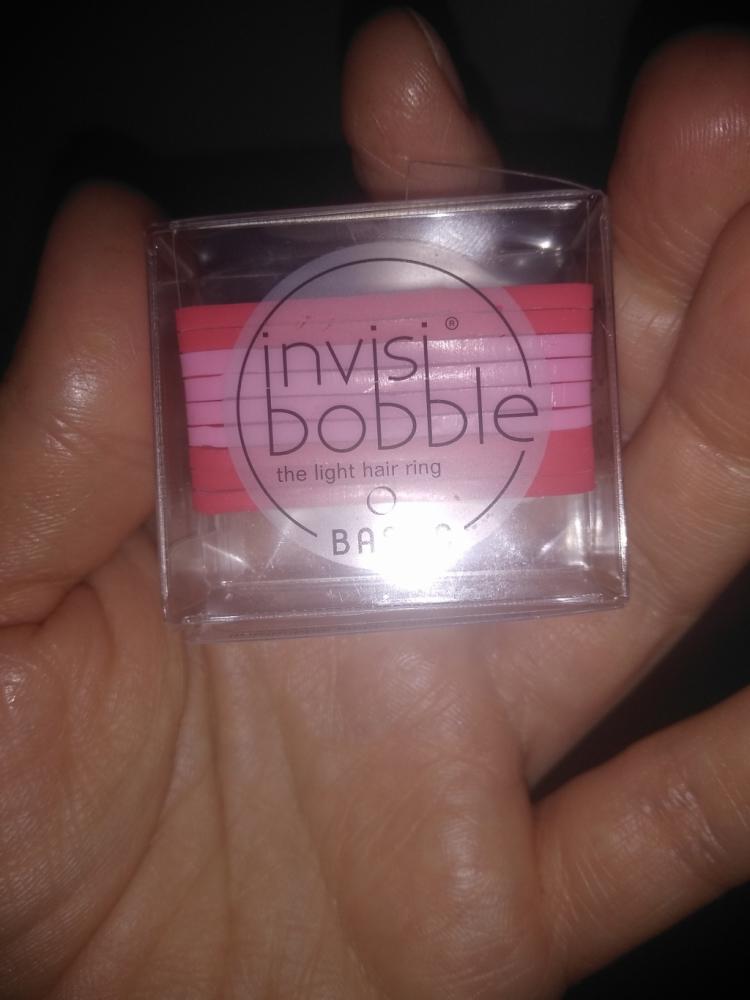 invisi®
bobble
the light hair ring